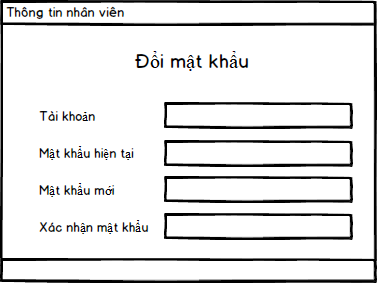 Thông tin nhân viên
Đổi mật khẩu
Tài khoản
Mật khẩu hiện tại
Mật khẩu mới
Xác nhận mật khẩu